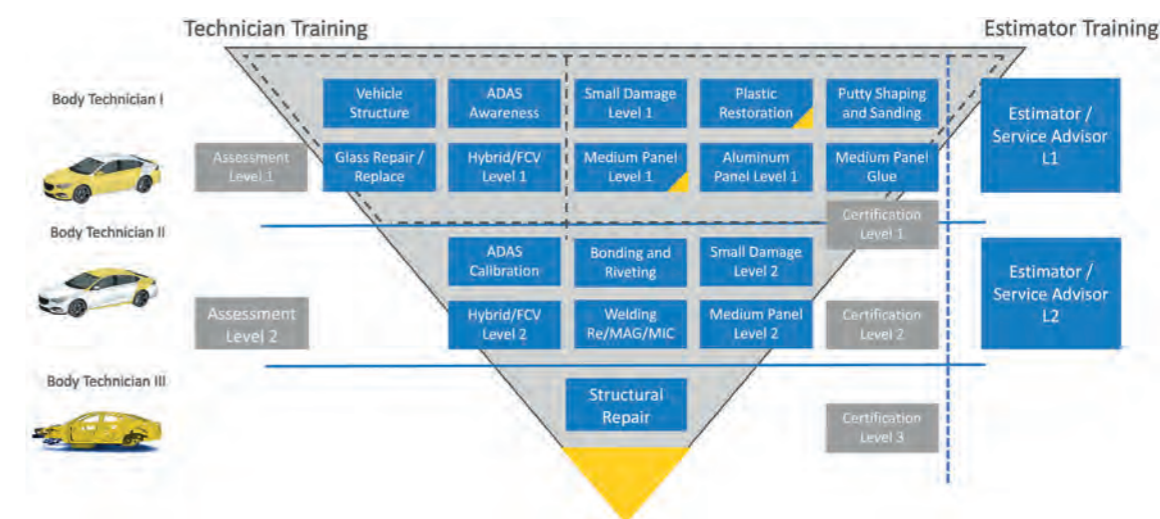 Technician Training
Estimator Training
Body Technician I
Vehicle
Structure
ADAS
Awareness
Small Damage
Level 1
Plastic
Restoration
Putty Shaping
and Sanding
Estimator /
Service Advisor
L1
Assessment
Level 1
Glass Repair /
Replace
Hybrid/FCV
Level 1
Medium Panel
Level 1
Aluminum
Panel Level 1
Medium Panel
Glue
Certification
Level 1
Body Technician II
ADAS
Calibration
Bonding and
Riveting
Small Damage
Level 2
Estimator /
Service Advisor
L2
Assessment
Level 2
Hybrid/FCV
Level 2
Welding
Re/MAG/MIC
Medium Panel
Level 2
Certification
Level 2
Body Technician III
Structural
Repair
Certification
Level 3